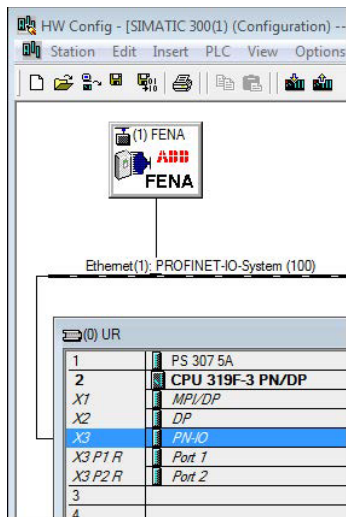 HW Config - [SIMATIC 300(1) (Configuration) --
Station Edit Insert PLC View Options
(1) FENA
ABB
FENA
Ethernet(1): PROFINET-IO-System (100)
(0) UR
1 PS 307 5A
2 CPU 319F-3 PN/DP
X1 MPI/DP
X2 DP
X3 PN-IO
X3 P1 R Port 1
X3 P2 R Port 2
3
4